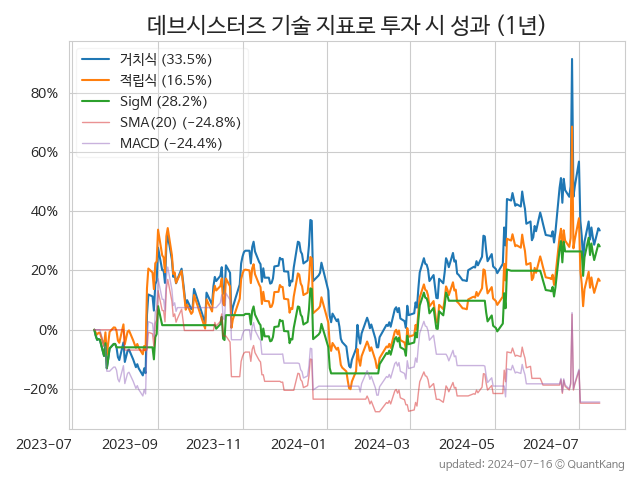 데브시스터즈 기술 지표로 투자 시 성과 (1년)
거치식 (33.5%)
적립식 (16.5%)
SigM (28.2%)
SMA(20) (−24.8%)
MACD (−24.4%)
80%
60%
40%
20%
0%
−20%
2023-07 2023-09 2023-11 2024-01 2024-03 2024-05 2024-07
updated: 2024-07-16 © QuantKang